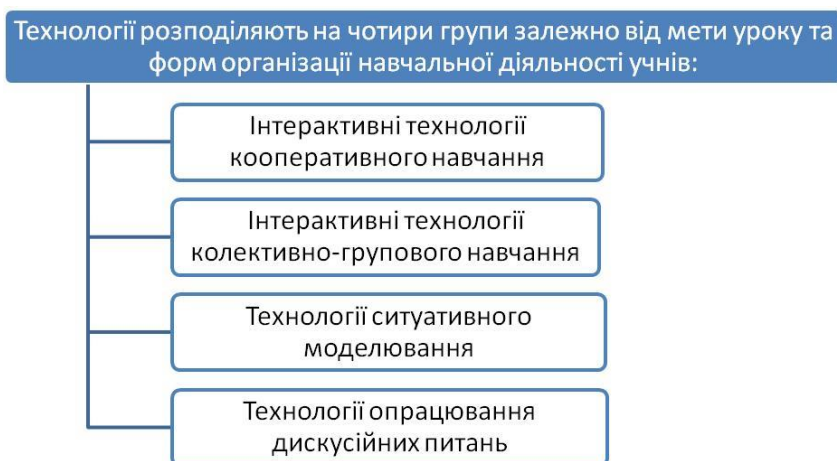 Технології розподіляють на чотири групи залежно від мети уроку та
форм організації навчальної діяльності учнів:
Інтерактивні технології
кооперативного навчання
Інтерактивні технології
колективно-групового навчання
Технології ситуативного
моделювання
Технології опрацювання
дискусійних питань